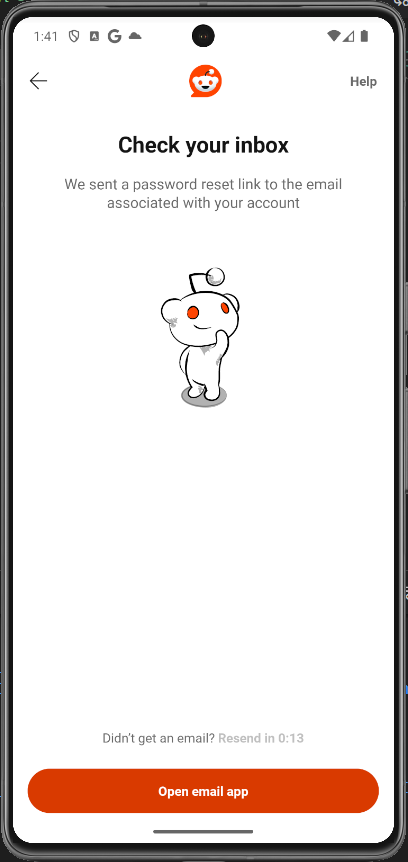 1:41
Help
Check your inbox
We sent a password reset link to the email
associated with your account
Didn't get an email? Resend in 0:13
Open email app